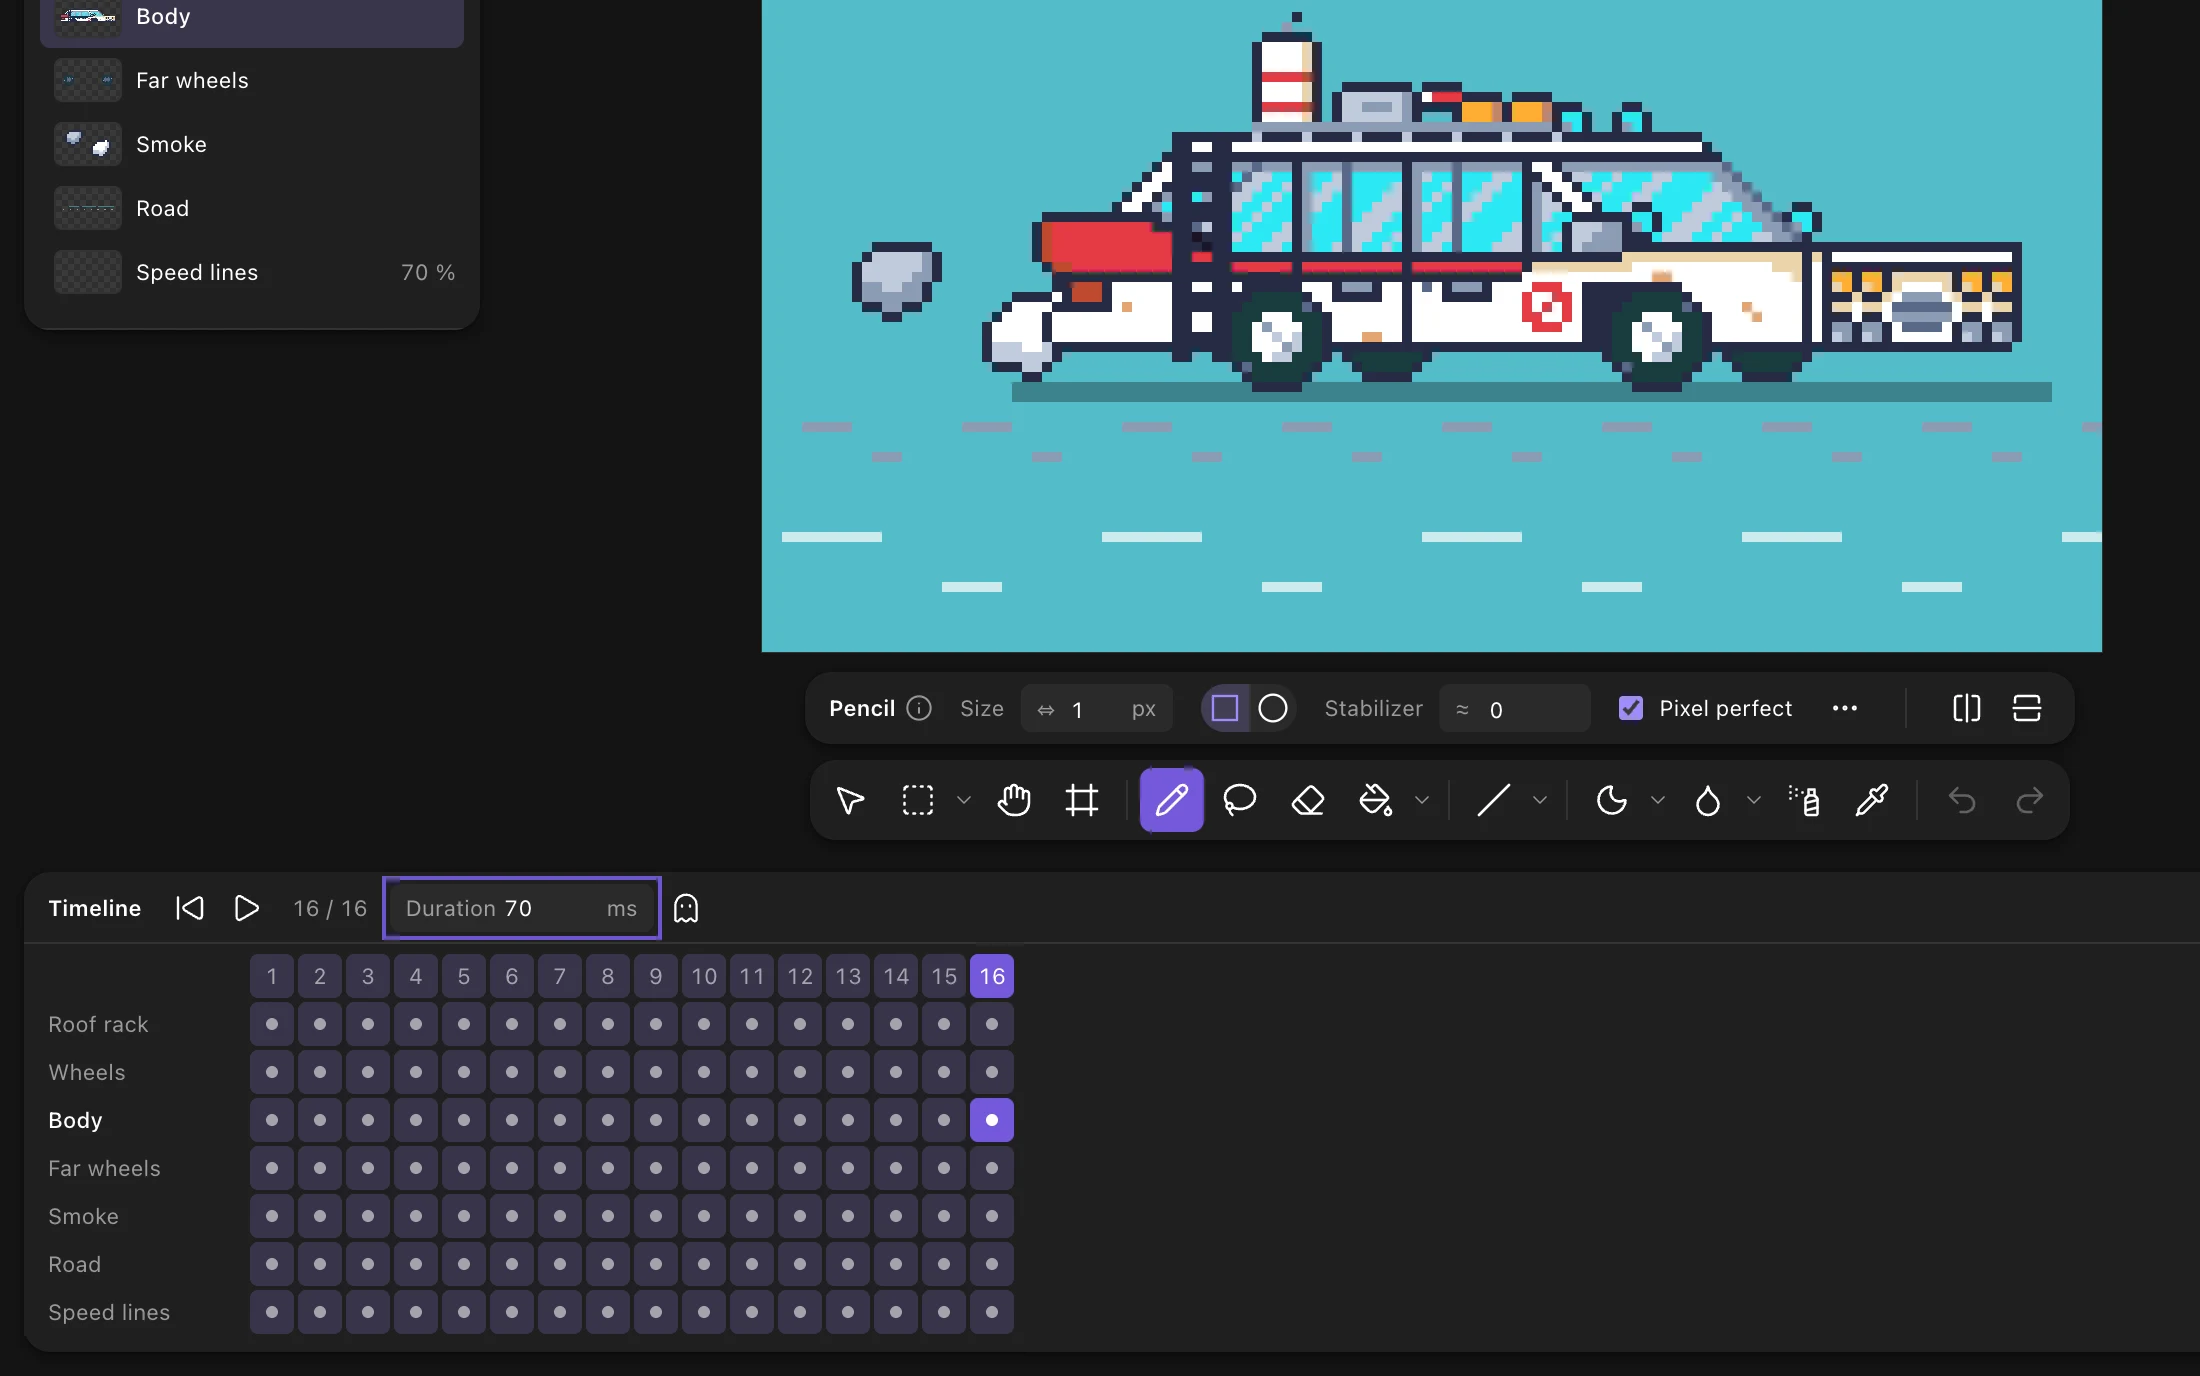 Body
Far wheels
Smoke
Road
Speed lines 70 %
Pencil Size 1 px Stabilizer ≈ 0 Pixel perfect
Timeline 16 / 16 Duration 70 ms
1 2 3 4 5 6 7 8 9 10 11 12 13 14 15 16
Roof rack
Wheels
Body
Far wheels
Smoke
Road
Speed lines